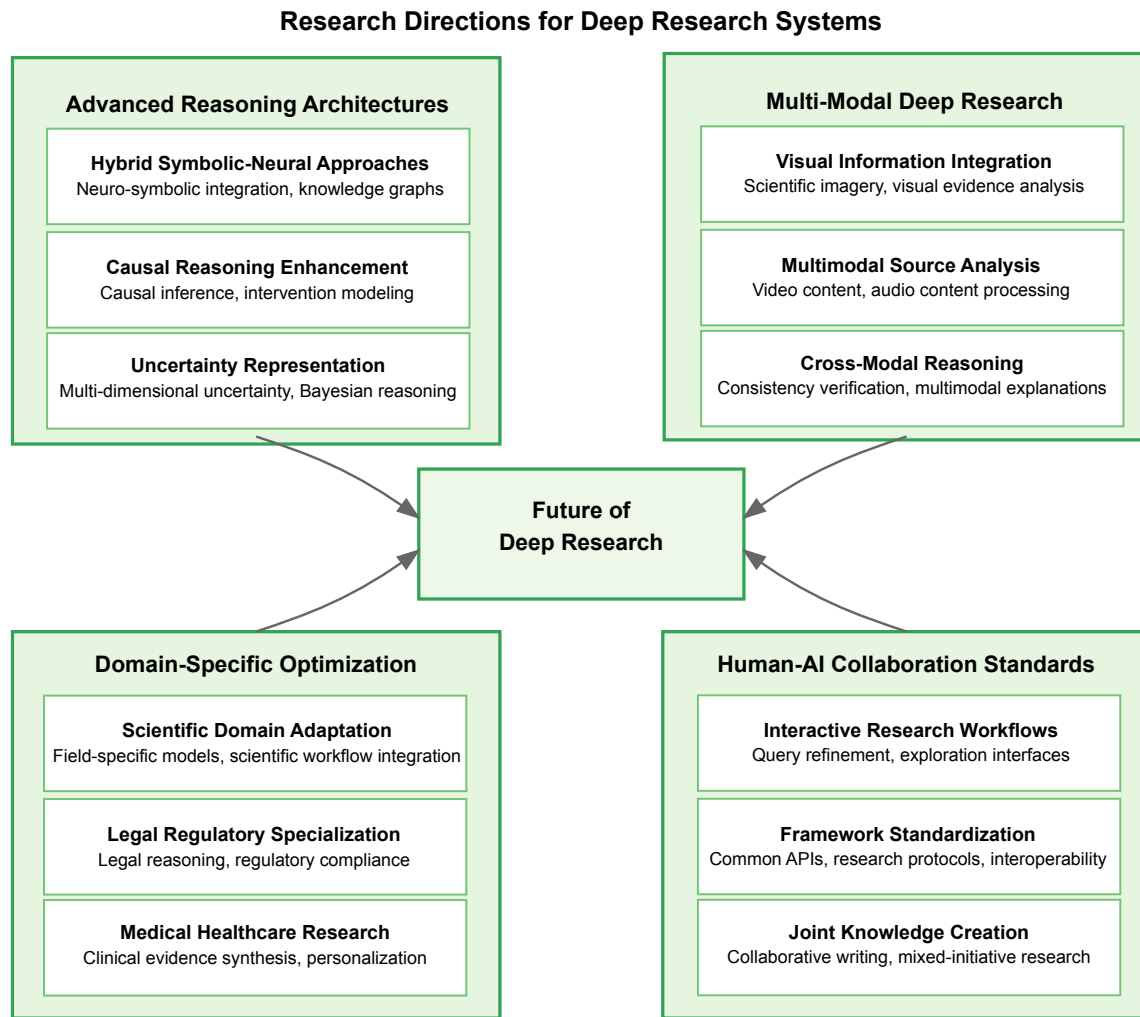 Research Directions for Deep Research Systems
Advanced Reasoning Architectures
Hybrid Symbolic-Neural Approaches
Neuro-symbolic integration, knowledge graphs
Causal Reasoning Enhancement
Causal inference, intervention modeling
Uncertainty Representation
Multi-dimensional uncertainty, Bayesian reasoning
Multi-Modal Deep Research
Visual Information Integration
Scientific imagery, visual evidence analysis
Multimodal Source Analysis
Video content, audio content processing
Cross-Modal Reasoning
Consistency verification, multimodal explanations
Future of
Deep Research
Domain-Specific Optimization
Scientific Domain Adaptation
Field-specific models, scientific workflow integration
Legal Regulatory Specialization
Legal reasoning, regulatory compliance
Medical Healthcare Research
Clinical evidence synthesis, personalization
Human-AI Collaboration Standards
Interactive Research Workflows
Query refinement, exploration interfaces
Framework Standardization
Common APIs, research protocols, interoperability
Joint Knowledge Creation
Collaborative writing, mixed-initiative research